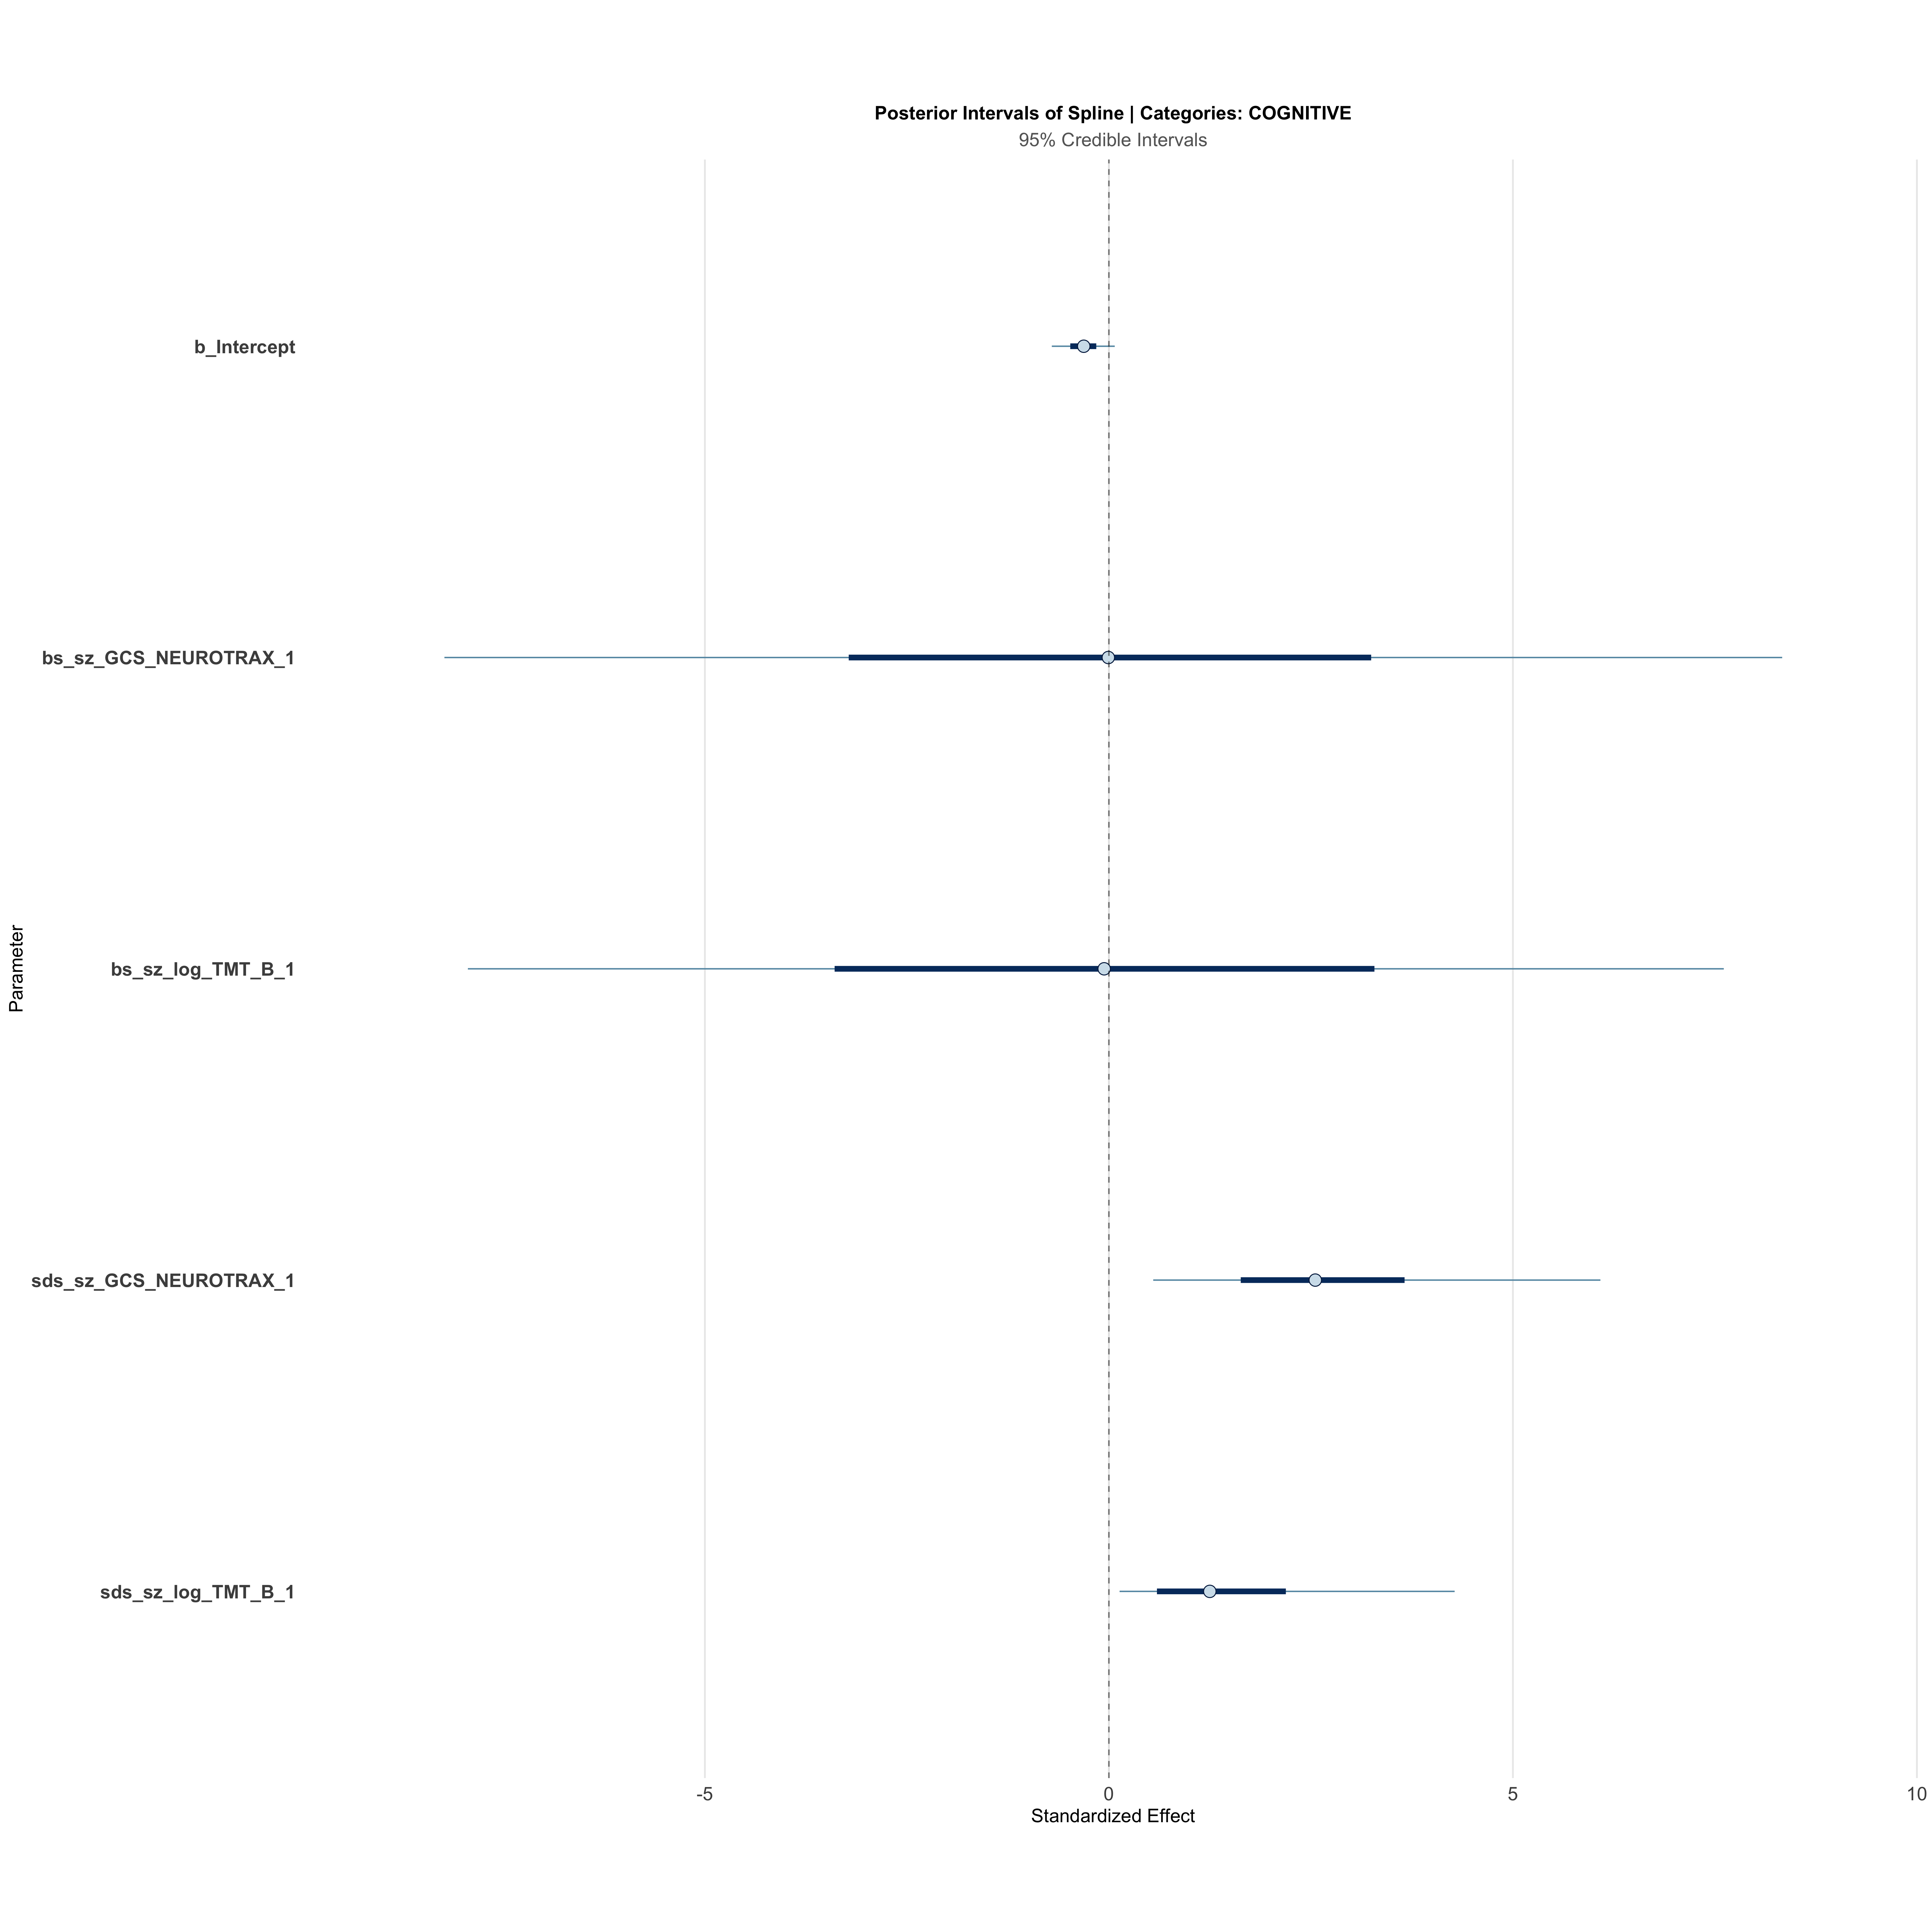 Posterior Intervals of Spline | Categories: COGNITIVE
95% Credible Intervals
b_Intercept
bs_sz_GCS_NEUROTRAX_1
bs_sz_log_TMT_B_1
sds_sz_GCS_NEUROTRAX_1
sds_sz_log_TMT_B_1
Parameter
-5 0 5 10
Standardized Effect